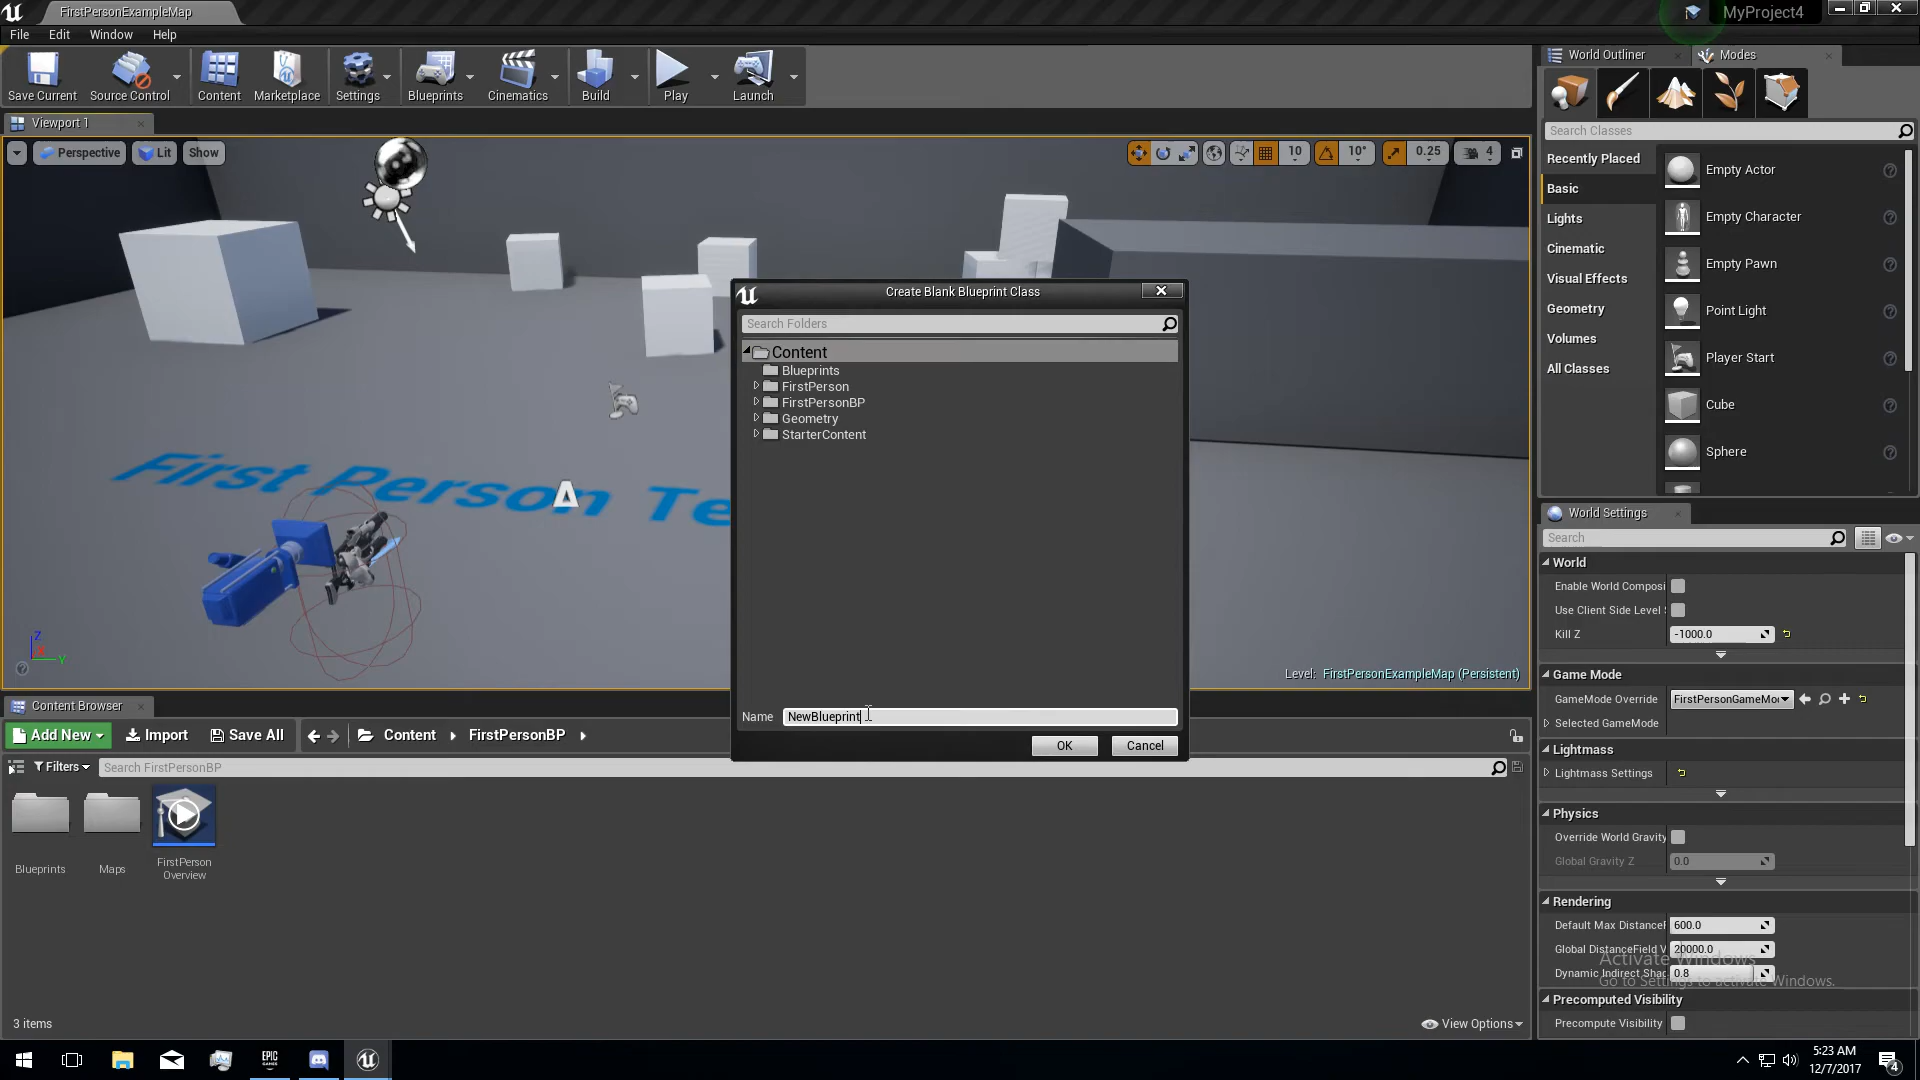 FirstPersonExampleMap
MyProject4
File Edit Window Help
Save Current Source Control Content Marketplace Settings Blueprints Cinematics Build Play Launch
World Outliner Modes
Search Classes
Recently Placed
Basic
Lights
Cinematic
Visual Effects
Geometry
Volumes
All Classes
Empty Actor
Empty Character
Empty Pawn
Point Light
Player Start
Cube
Sphere
Viewport 1
Perspective Lit Show
10 10° 0.25 4
First Person Te
Create Blank Blueprint Class
Search Folders
Content
Blueprints
FirstPerson
FirstPersonBP
Geometry
StarterContent
Name NewBlueprint
OK Cancel
Z
X
Y
Level: FirstPersonExampleMap (Persistent)
World Settings
Search
World
Enable World Composi
Use Client Side Level
Kill Z -1000.0
Game Mode
GameMode Override FirstPersonGameMo
Selected GameMode
Lightmass
Lightmass Settings
Physics
Override World Gravity
Global Gravity Z 0.0
Rendering
Default Max DistanceF 600.0
Global DistanceField V 20000.0
Dynamic Indirect Shad 0.8
Activate Windows
Go to Settings to activate Windows.
Precomputed Visibility
Precompute Visibility
Content Browser
Add New Import Save All Content FirstPersonBP
Filters Search FirstPersonBP
Blueprints
Maps
FirstPerson
Overview
3 items
View Options
EPIC
GAMES
5:23 AM
12/7/2017
4